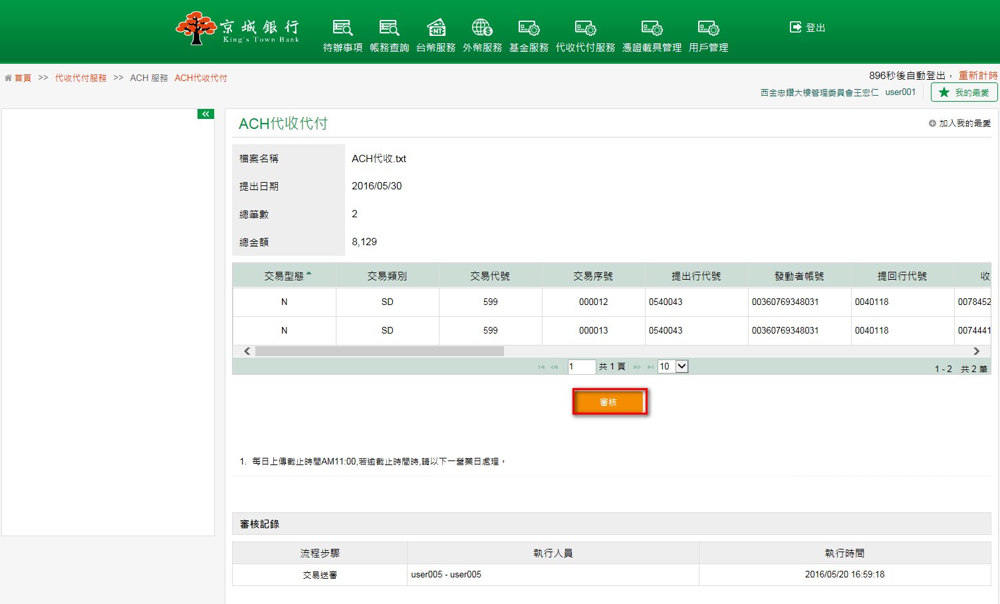 京城銀行
King's Town Bank
待辦事項 帳務查詢 台幣服務 外幣服務 基金服務 代收代付服務 憑證載具管理 用戶管理
登出
首頁 >> 代收代付服務 >> ACH 服務 ACH代收代付
896秒後自動登出， 重新計時
西金忠鑽大樓管理委員會王宏仁 user001
我的最愛
ACH代收代付
加入我的最愛
檔案名稱 ACH代收.txt
提出日期 2016/05/30
總筆數 2
總金額 8,129
交易型態 交易類別 交易代號 交易序號 提出行代號 發動者帳號 提回行代號 收
N SD 599 000012 0540043 00360769348031 0040118 0078452
N SD 599 000013 0540043 00360769348031 0040118 0074441
1 共 1 頁 10
1 - 2 共 2 筆
審核
1. 每日上傳截止時間AM11:00,若逾截止時間時,請以下一營業日處理。
審核記錄
流程步驟 執行人員 執行時間
交易送審 user005 - user005 2016/05/20 16:59:18